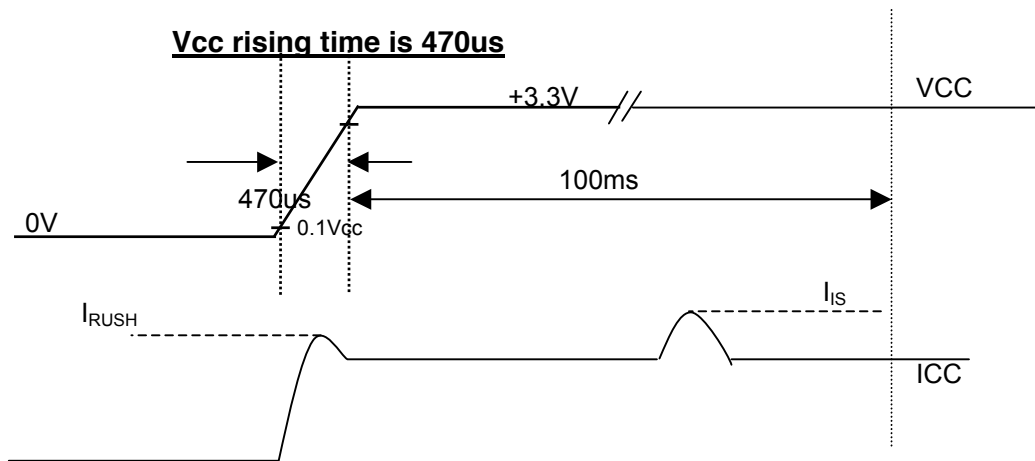 Vcc rising time is 470us
+3.3V
VCC
100ms
470us
0V
0.1Vcc
IRUSH
IIS
ICC